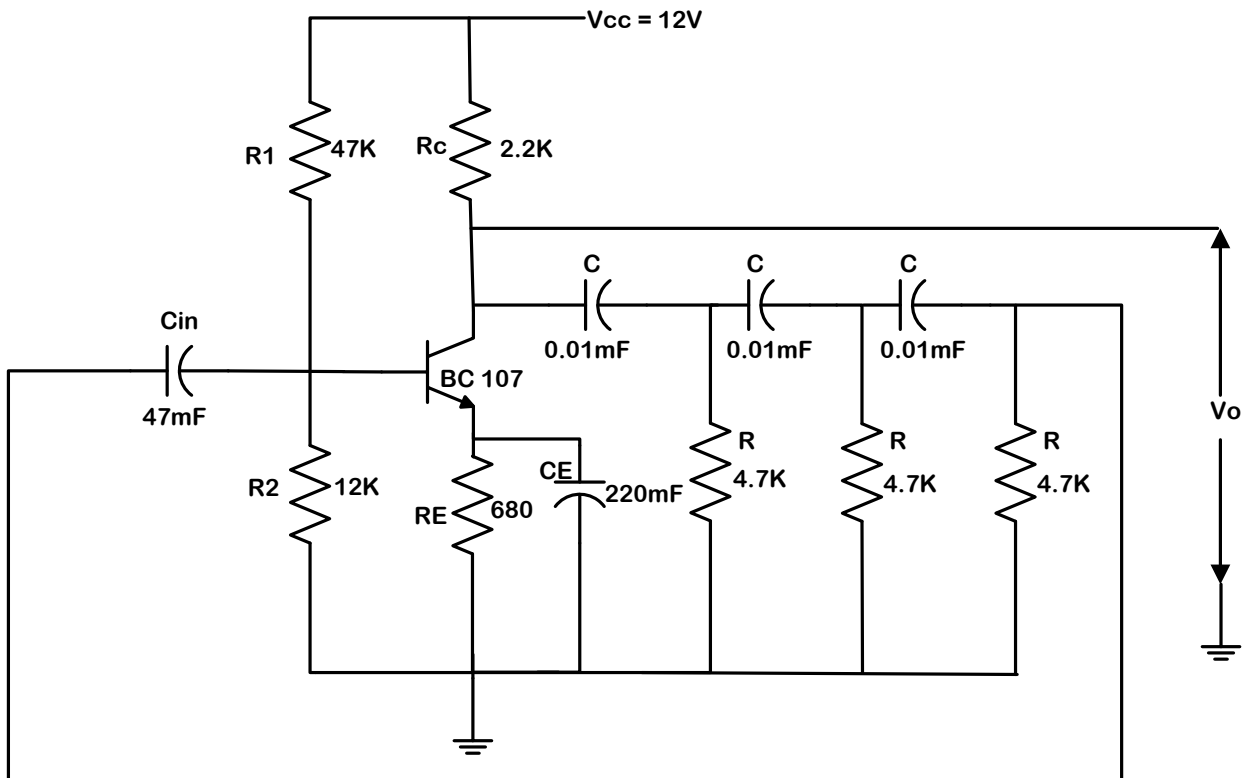 Vcc = 12V
R1
47K
Rc
2.2K
C
C
C
Cin
0.01mF
0.01mF
0.01mF
BC 107
47mF
Vo
R
R
R
CE
4.7K
4.7K
4.7K
R2
12K
220mF
RE
680